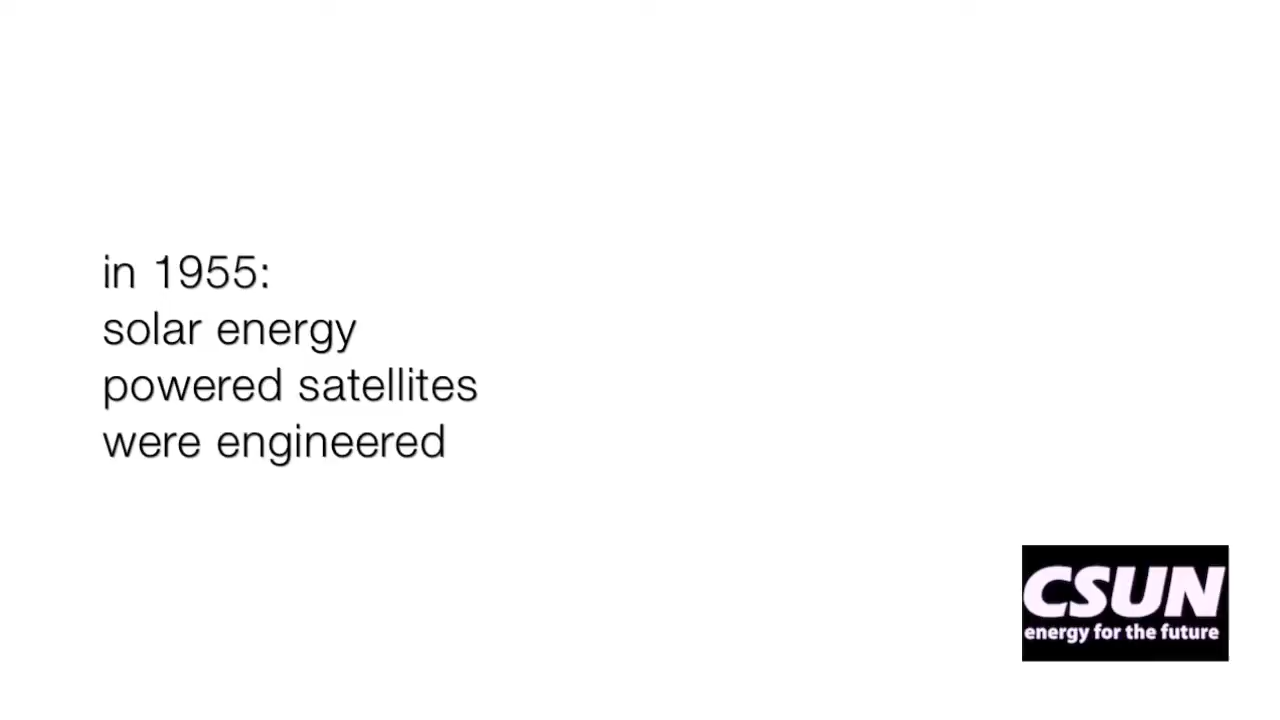 in 1955:
solar energy
powered satellites
were engineered
CSUN
energy for the future